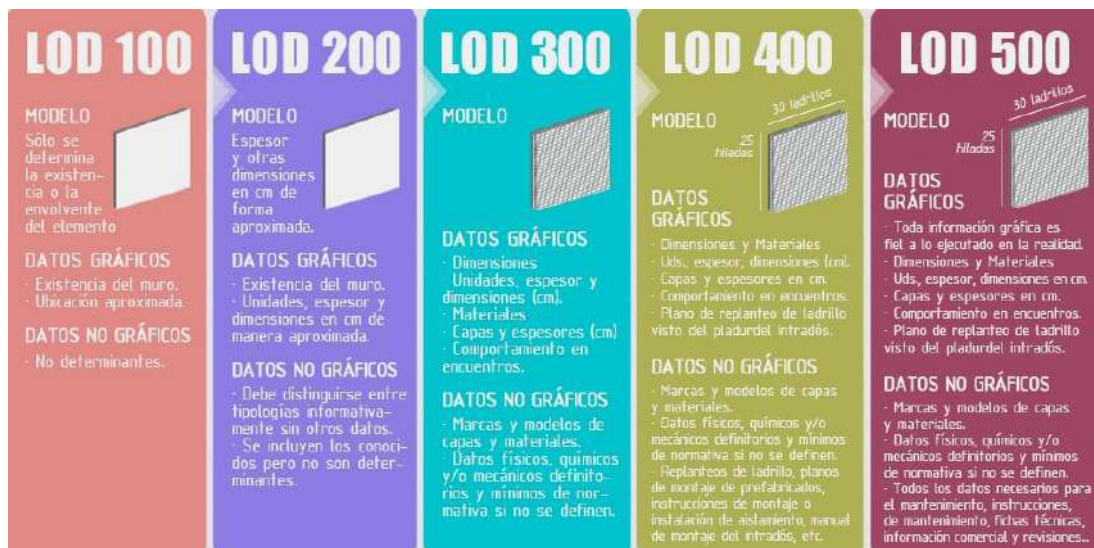 LOD 100
MODELO
Sólo se
determina
la existen-
cia o la
envolvente
del elemento
DATOS GRÁFICOS
· Existencia del muro.
· Ubicación aproximada.
DATOS NO GRÁFICOS
· No determinantes.
LOD 200
MODELO
Espesor
y otras
dimensiones
en cm de
forma
aproximada.
DATOS GRÁFICOS
· Existencia del muro.
· Unidades, espesor y
dimensiones en cm de
manera aproximada.
DATOS NO GRÁFICOS
· Debe distinguirse entre
tipologías informativa-
mente sin otros datos.
· Se incluyen los conoci-
dos pero no son deter-
minantes.
LOD 300
MODELO
DATOS GRÁFICOS
· Dimensiones
Unidades, espesor y
dimensiones (cm).
· Materiales
· Capas y espesores (cm)
· Comportamiento en
encuentros.
DATOS NO GRÁFICOS
· Marcas y modelos de
capas y materiales.
· Datos físicos, químicos
y/o mecánicos definito-
rios y mínimos de nor-
mativa si no se definen.
LOD 400
MODELO
30 ladrillos
25
hiladas
DATOS
GRÁFICOS
· Dimensiones y Materiales
· Uds., espesor, dimensiones (cm).
· Capas y espesores en cm.
· Comportamiento en encuentros.
· Plano de replanteo de ladrillo
visto del pladurdel intradós.
DATOS NO GRÁFICOS
· Marcas y modelos de capas
y materiales.
· Datos físicos, químicos y/o
mecánicos definitorios y mínimos
de normativa si no se definen.
· Replanteos de ladrillo, planos
de montaje de prefabricados,
instrucciones de montaje o
instalación de aislamiento, manual
de montaje del intradós, etc.
LOD 500
MODELO
30 ladrillos
25
hiladas
DATOS
GRÁFICOS
· Toda información gráfica es
fiel a lo ejecutado en la realidad.
· Dimensiones y Materiales
· Uds., espesor, dimensiones en cm.
· Capas y espesores en cm.
· Comportamiento en encuentros.
· Plano de replanteo de ladrillo
visto del pladurdel intradós.
DATOS NO GRÁFICOS
· Marcas y modelos de capas
y materiales.
· Datos físicos, químicos y/o
mecánicos definitorios y mínimos
de normativa si no se definen.
· Todos los datos necesarios para
el mantenimiento, instrucciones,
de mantenimiento, fichas técnicas,
información comercial y revisiones...